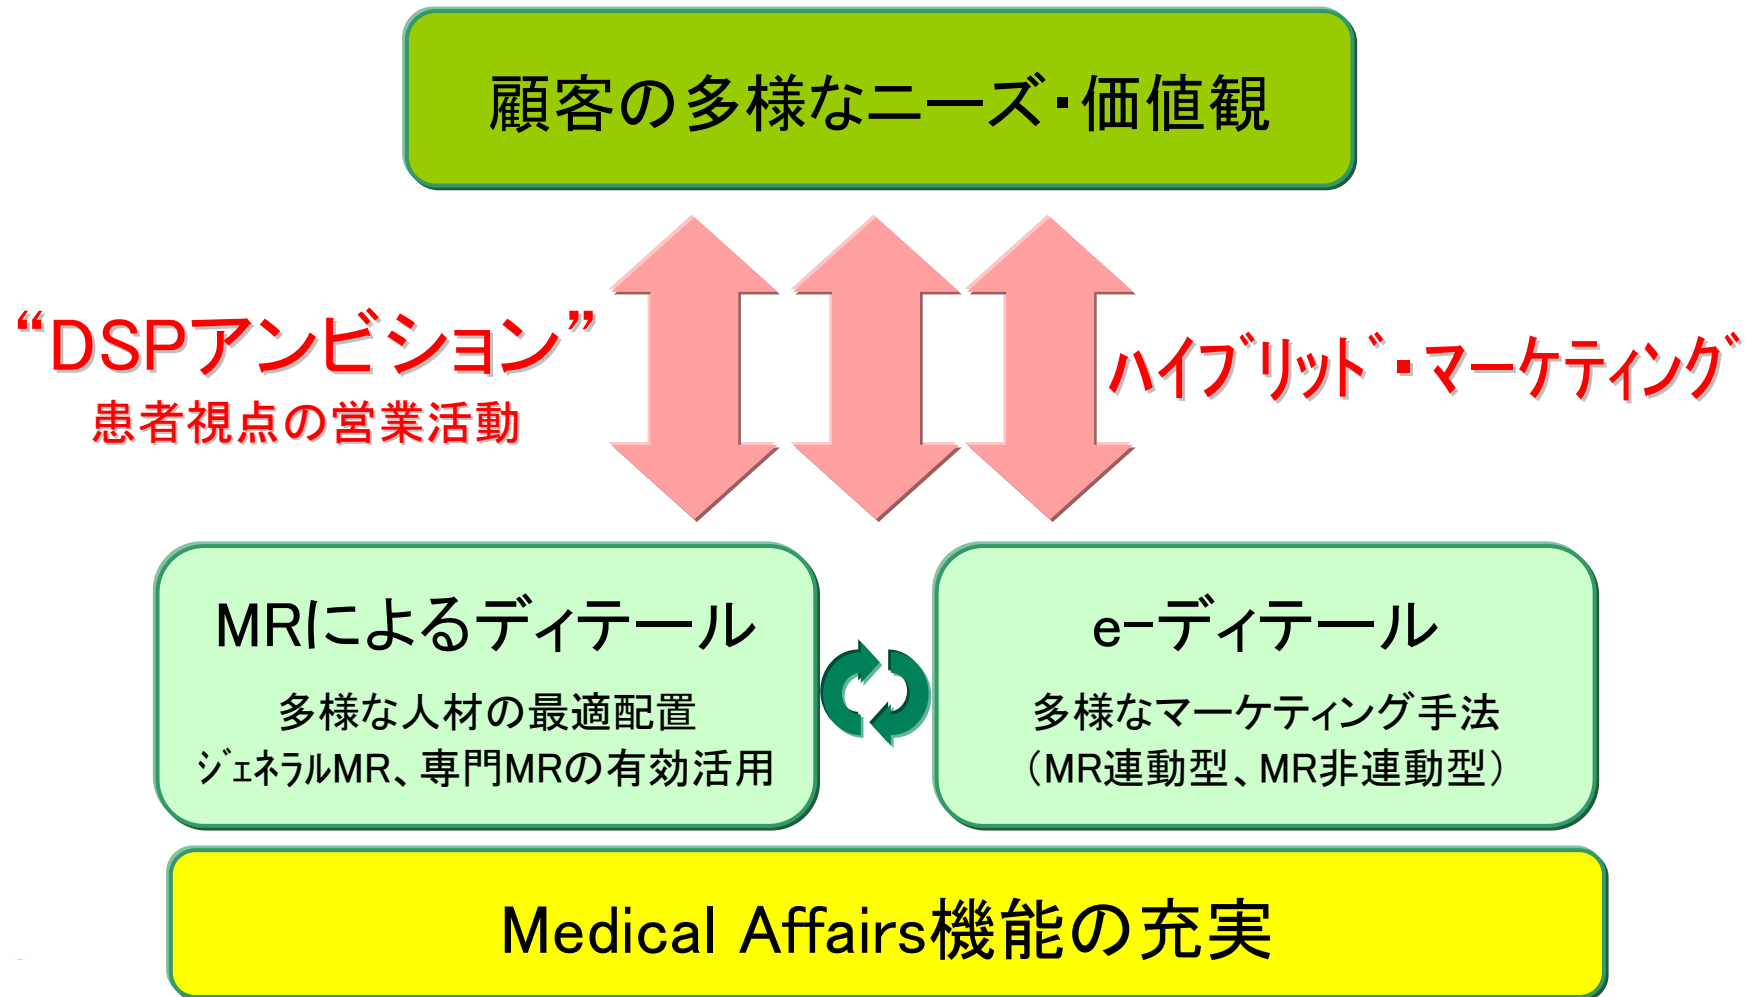 顧客の多様なニーズ・価値観
“DSPアンビション”
患者視点の営業活動
ﾊｲﾌﾞﾘｯﾄﾞ・ﾏｰｹﾃｨﾝｸﾞ
MRによるディテール
多様な人材の最適配置
ｼﾞｪﾈﾗﾙMR、専門MRの有効活用
e-ディテール
多様なマーケティング手法
（MR連動型、MR非連動型）
Medical Affairs機能の充実